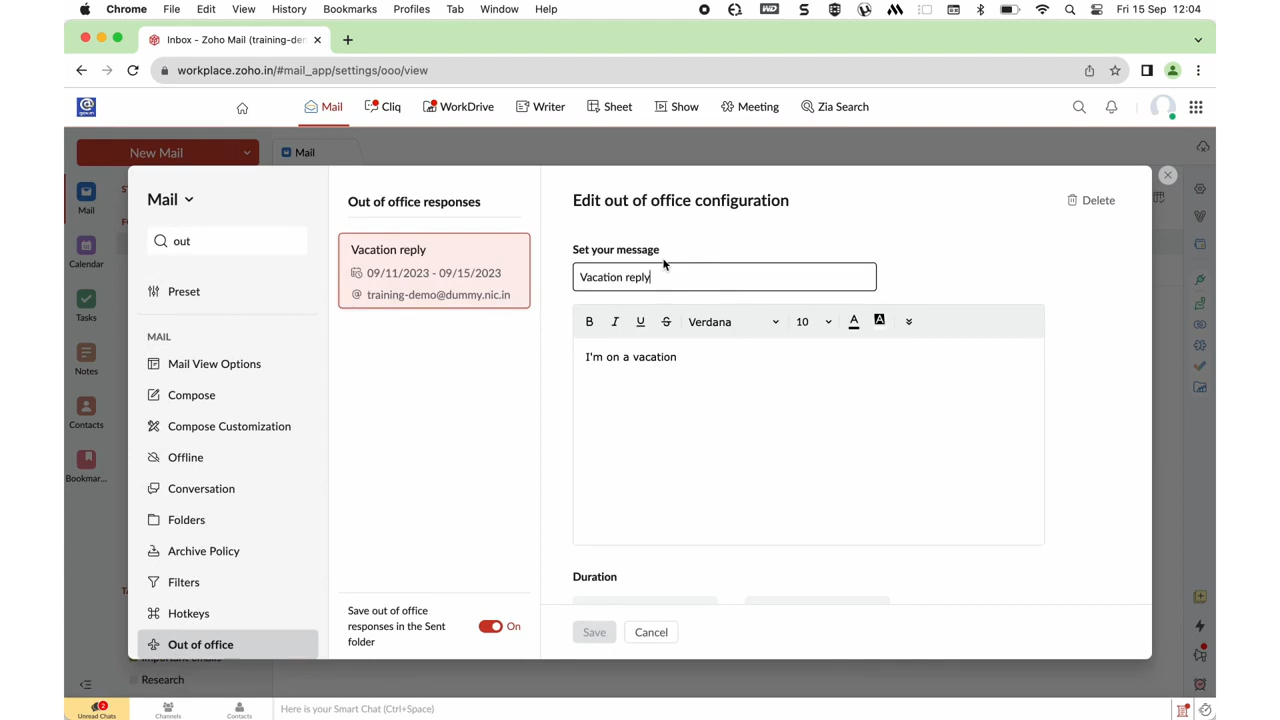 Chrome File Edit View History Bookmarks Profiles Tab Window Help Fri 15 Sep 12:04
Inbox - Zoho Mail (training-de
workplace.zoho.in/#mail_app/settings/ooo/view
Mail Cliq WorkDrive Writer Sheet Show Meeting Zia Search
New Mail
Mail
Mail
Calendar
Tasks
Notes
Contacts
Bookmar...
Mail
out
Preset
MAIL
Mail View Options
Compose
Compose Customization
Offline
Conversation
Folders
Archive Policy
Filters
Hotkeys
Out of office
Research
Out of office responses
Vacation reply
09/11/2023 - 09/15/2023
training-demo@dummy.nic.in
Save out of office
responses in the Sent
folder
On
Edit out of office configuration
Delete
Set your message
Vacation reply
B I U S Verdana 10 A A
I'm on a vacation
Duration
Save Cancel
2
Unread Chats Channels Contacts Here is your Smart Chat (Ctrl+Space)